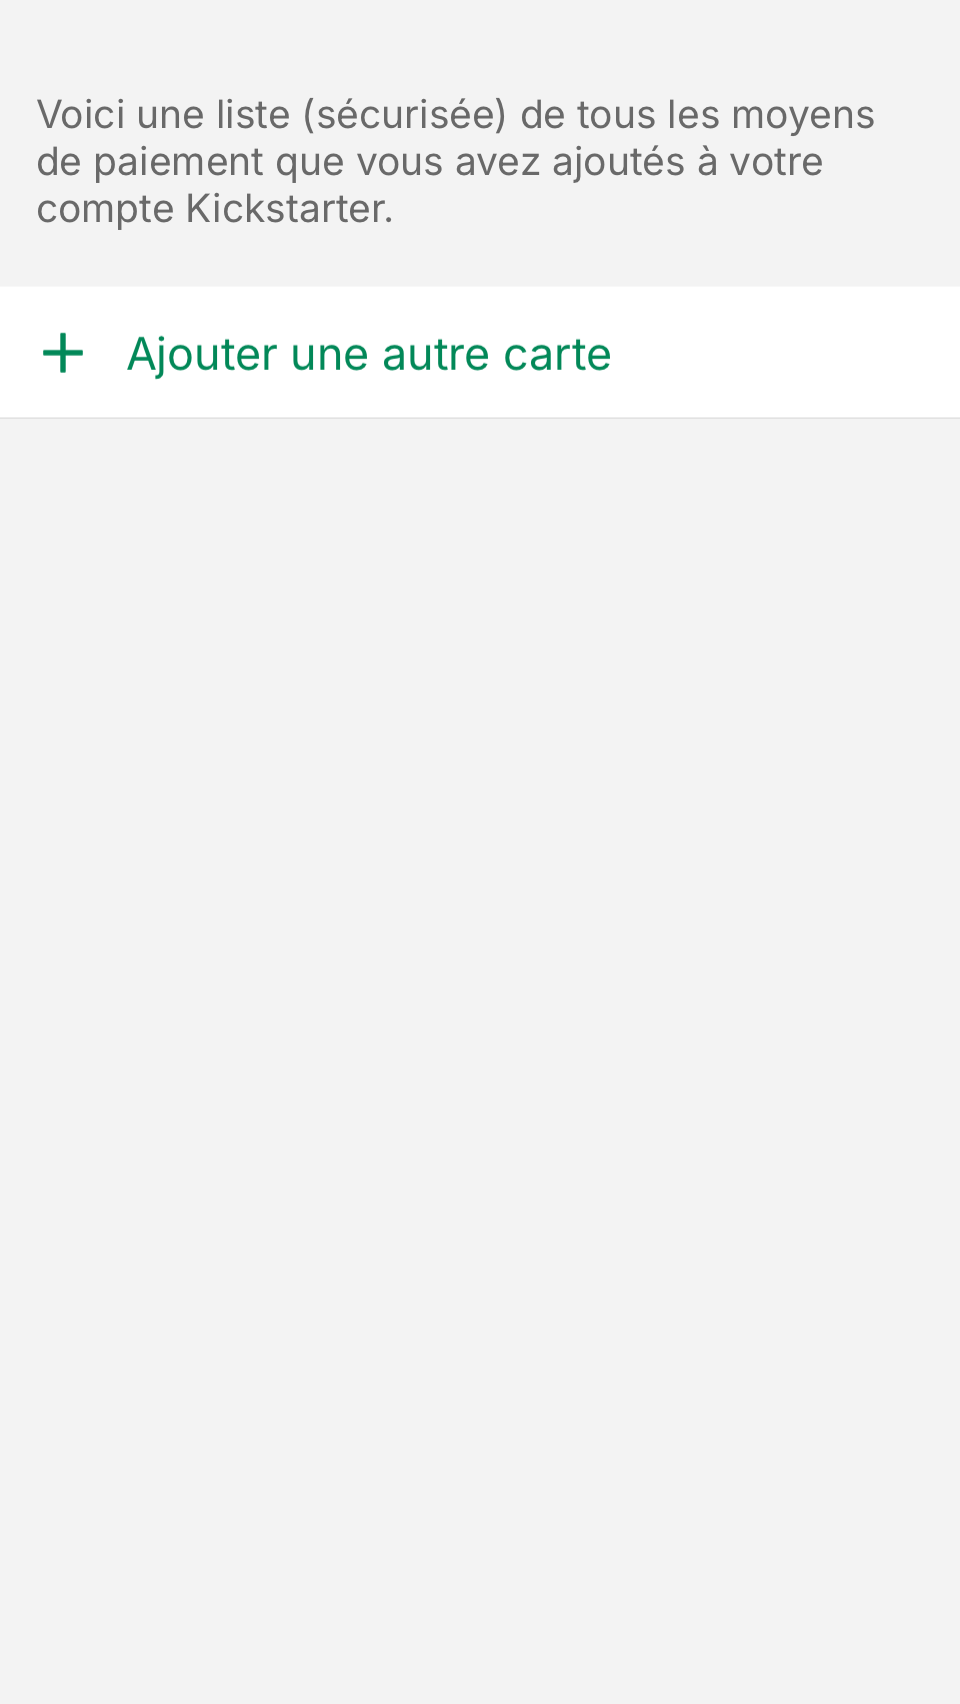 Voici une liste (sécurisée) de tous les moyens
de paiement que vous avez ajoutés à votre
compte Kickstarter.
Ajouter une autre carte